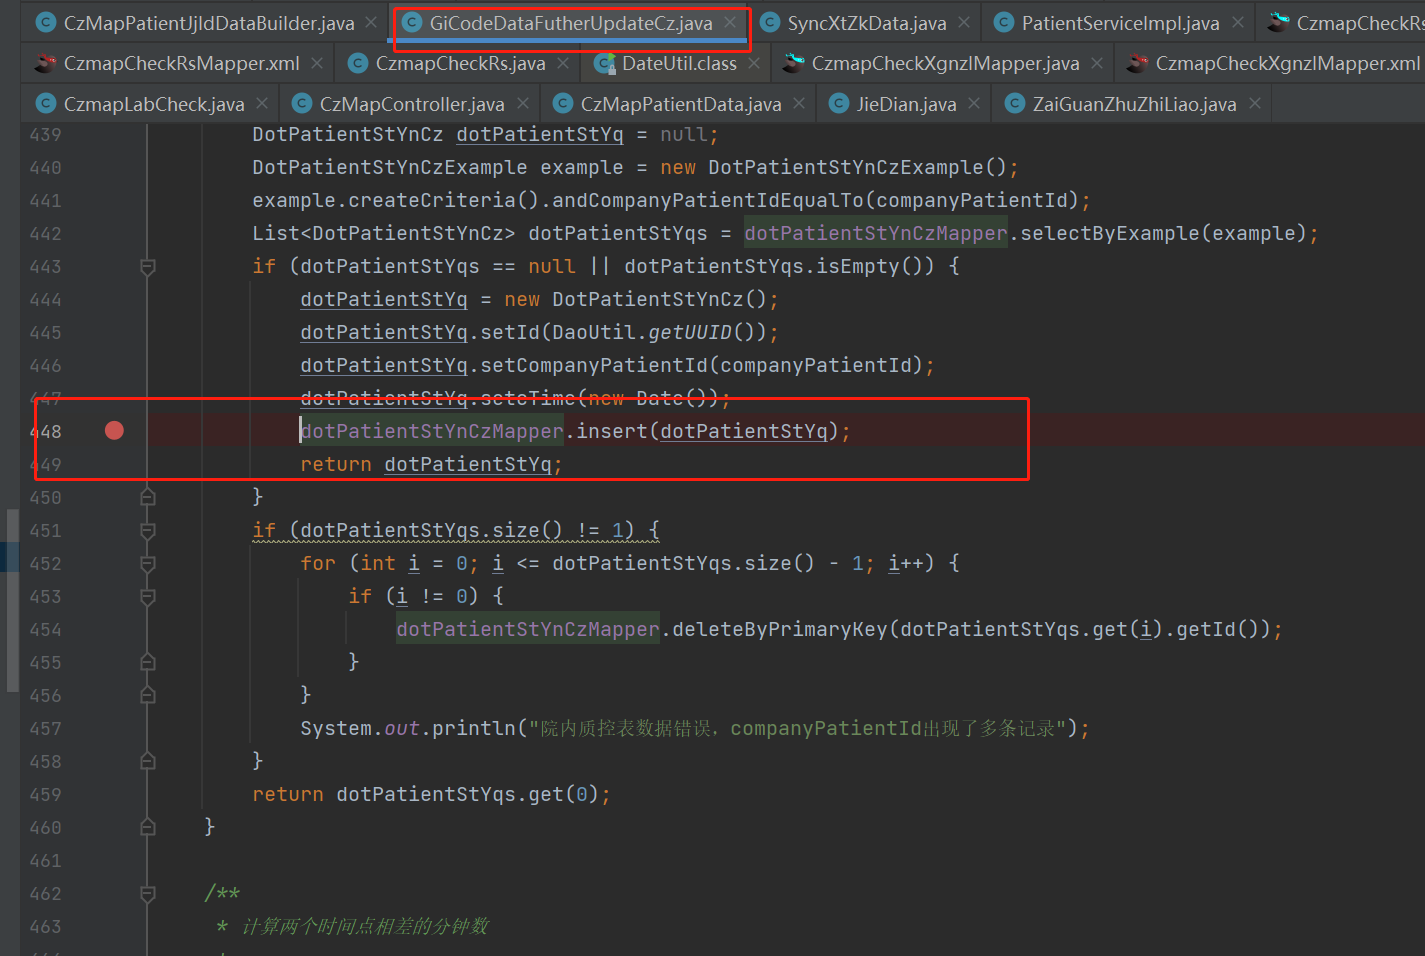 CzMapPatientJjldDataBuilder.java GiCodeDataFutherUpdateCz.java SyncXtZkData.java PatientServiceImpl.java CzmapCheckRs
CzmapCheckRsMapper.xml CzmapCheckRs.java DateUtil.class CzmapCheckXgnzlMapper.java CzmapCheckXgnzlMapper.xml
CzmapLabCheck.java CzMapController.java CzMapPatientData.java JieDian.java ZaiGuanZhuZhiLiao.java
439 DotPatientStYnCz dotPatientStYq = null;
440 DotPatientStYnCzExample example = new DotPatientStYnCzExample();
441 example.createCriteria().andCompanyPatientIdEqualTo(companyPatientId);
442 List<DotPatientStYnCz> dotPatientStYqs = dotPatientStYnCzMapper.selectByExample(example);
443 if (dotPatientStYqs == null || dotPatientStYqs.isEmpty()) {
444 dotPatientStYq = new DotPatientStYnCz();
445 dotPatientStYq.setId(DaoUtil.getUUID());
446 dotPatientStYq.setCompanyPatientId(companyPatientId);
447 dotPatientStYq.setcTime(new Date());
448 dotPatientStYnCzMapper.insert(dotPatientStYq);
449 return dotPatientStYq;
450 }
451 if (dotPatientStYqs.size() != 1) {
452 for (int i = 0; i <= dotPatientStYqs.size() - 1; i++) {
453 if (i != 0) {
454 dotPatientStYnCzMapper.deleteByPrimaryKey(dotPatientStYqs.get(i).getId());
455 }
456 }
457 System.out.println("院内质控表数据错误，companyPatientId出现了多条记录");
458 }
459 return dotPatientStYqs.get(0);
460 }
461
462 /**
463 * 计算两个时间点相差的分钟数